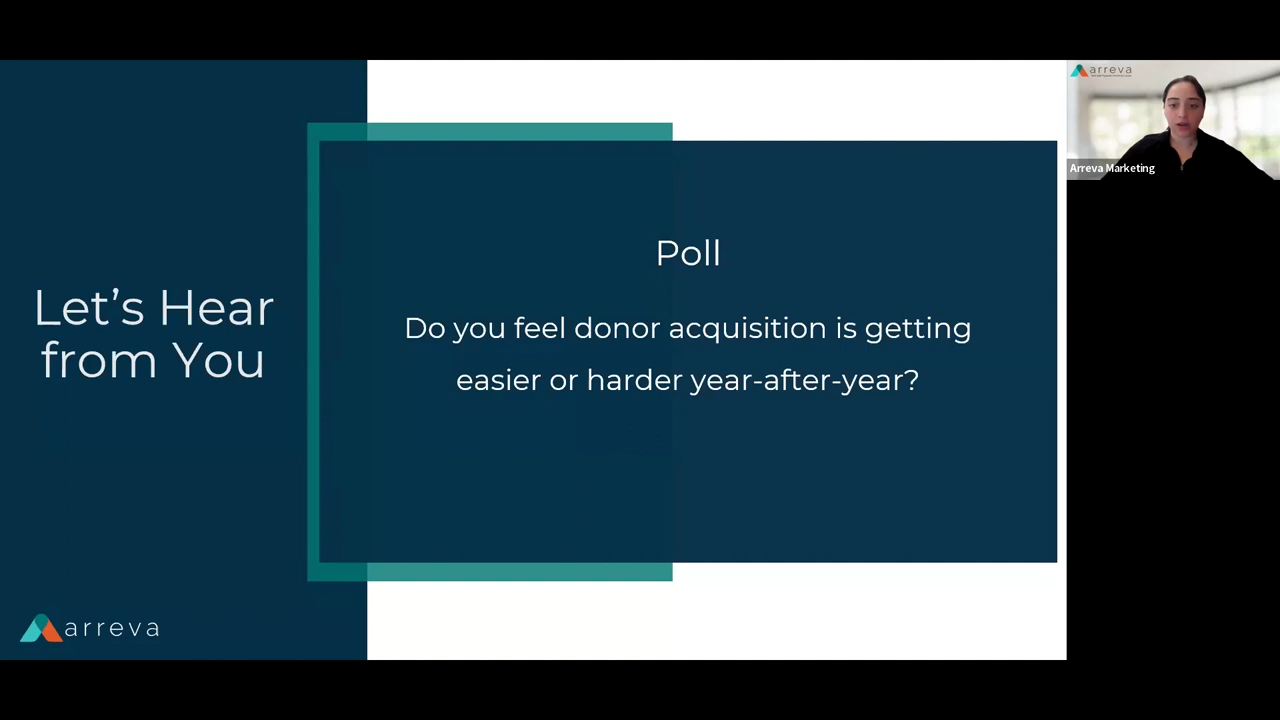 Let's Hear
from You
Poll
Do you feel donor acquisition is getting
easier or harder year-after-year?
arreva
arreva
Arreva Marketing